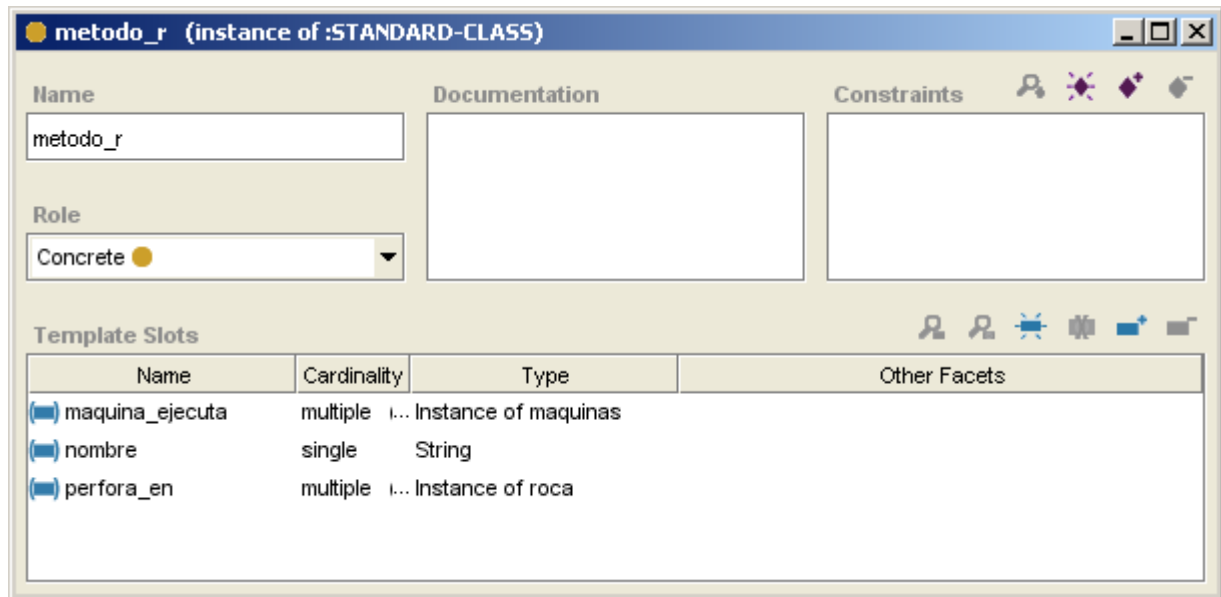 metodo_r (instance of :STANDARD-CLASS)
Name
Documentation
Constraints
metodo_r
Role
Concrete
Template Slots
Name Cardinality Type Other Facets
maquina_ejecuta multiple (... Instance of maquinas
nombre single String
perfora_en multiple (... Instance of roca